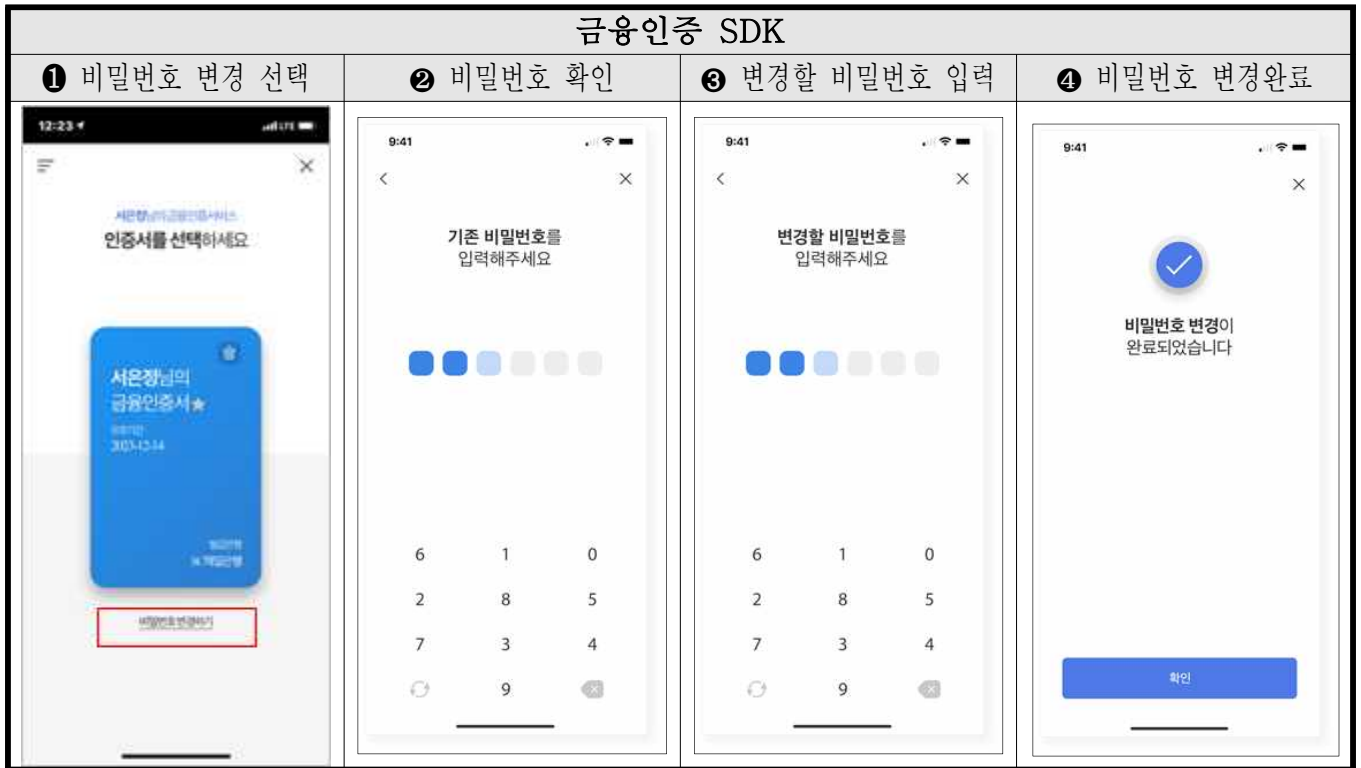 금융인증 SDK
❶ 비밀번호 변경 선택
❷ 비밀번호 확인
❸ 변경할 비밀번호 입력
❹ 비밀번호 변경완료
12:23
인증서를 선택하세요
서은정님의
금융인증서★
비밀번호 변경하기
9:41
기존 비밀번호를
입력해주세요
6 1 0
2 8 5
7 3 4
9
9:41
변경할 비밀번호를
입력해주세요
6 1 0
2 8 5
7 3 4
9
9:41
비밀번호 변경이
완료되었습니다
확인